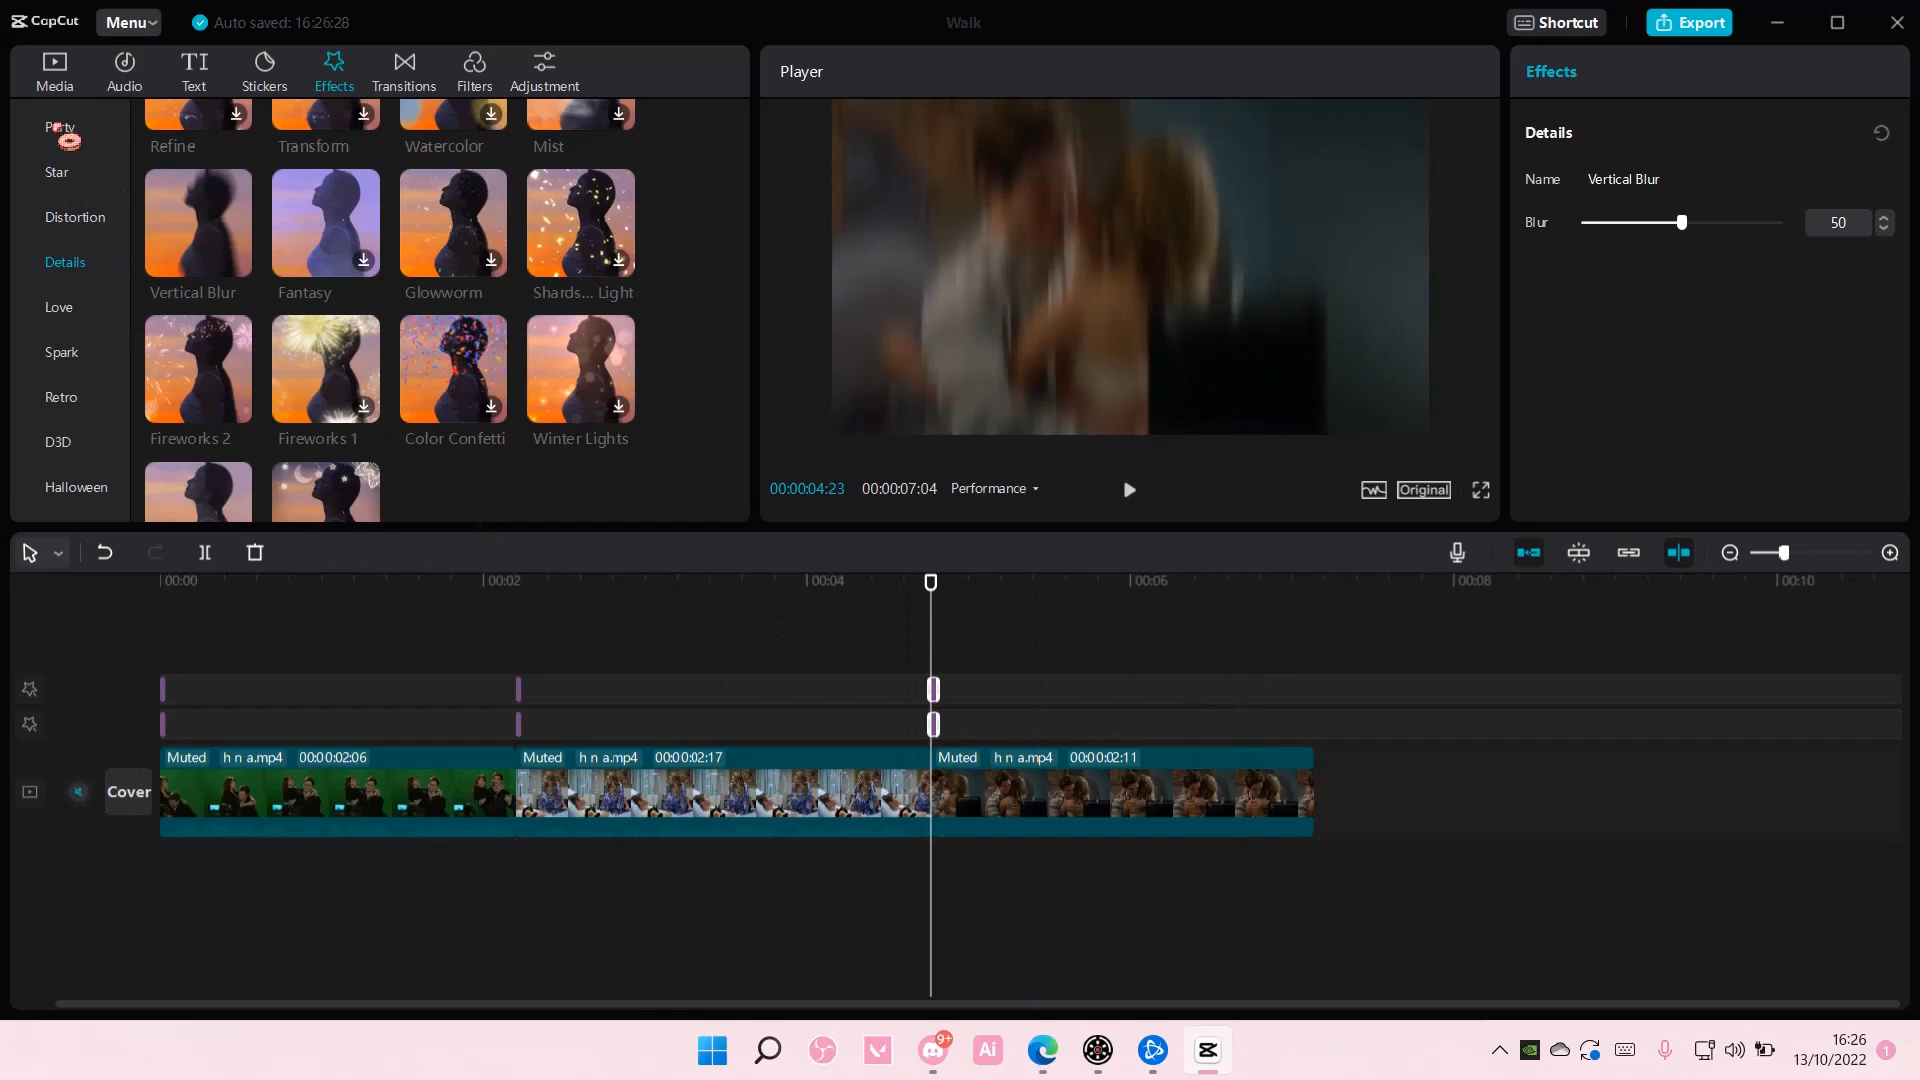 CapCut
Menu
Auto saved: 16:26:28
Walk
Shortcut
Export
Media
Audio
TI
Text
Stickers
Effects
Transitions
Filters
Adjustment
Party
Star
Distortion
Details
Love
Spark
Retro
D3D
Halloween
Refine
Transform
Watercolor
Mist
Vertical Blur
Fantasy
Glowworm
Shards... Light
Fireworks 2
Fireworks 1
Color Confetti
Winter Lights
Player
00:00:04:23
00:00:07:04
Performance
Original
Effects
Details
Name
Vertical Blur
Blur
50
00:00
00:02
00:04
00:06
00:08
00:10
Muted h n a.mp4 00:00:02:06
Muted h n a.mp4 00:00:02:17
Muted h n a.mp4 00:00:02:11
Cover
9+
Ai
16:26
13/10/2022
1